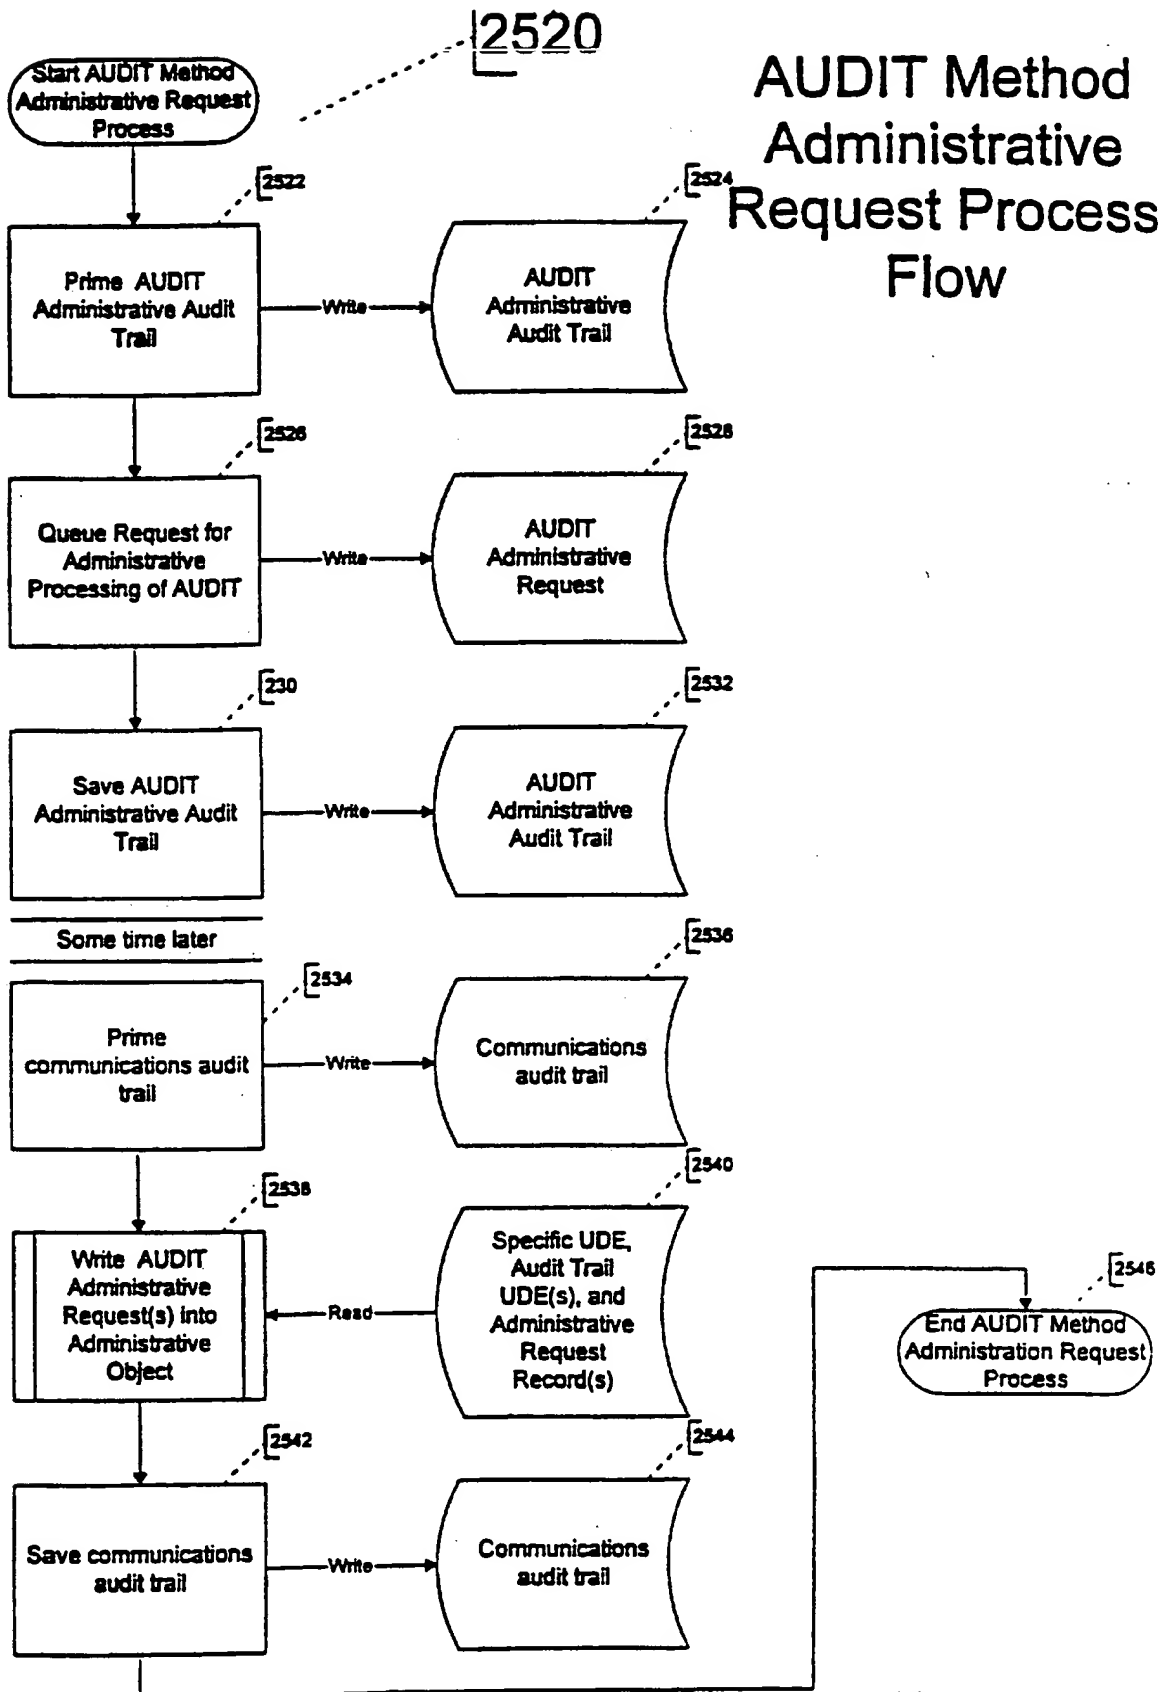 2520
AUDIT Method
Administrative
Request Process
Flow
Start AUDIT Method
Administrative Request
Process
2522
Prime AUDIT
Administrative Audit
Trail
Write
2524
AUDIT
Administrative
Audit Trail
2526
Queue Request for
Administrative
Processing of AUDIT
Write
2528
AUDIT
Administrative
Request
230
Save AUDIT
Administrative Audit
Trail
Write
2532
AUDIT
Administrative
Audit Trail
Some time later
2534
Prime
communications audit
trail
Write
2536
Communications
audit trail
2538
Write AUDIT
Administrative
Request(s) into
Administrative
Object
Read
2540
Specific UDE,
Audit Trail
UDE(s), and
Administrative
Request
Record(s)
2542
Save communications
audit trail
Write
2544
Communications
audit trail
2546
End AUDIT Method
Administration Request
Process